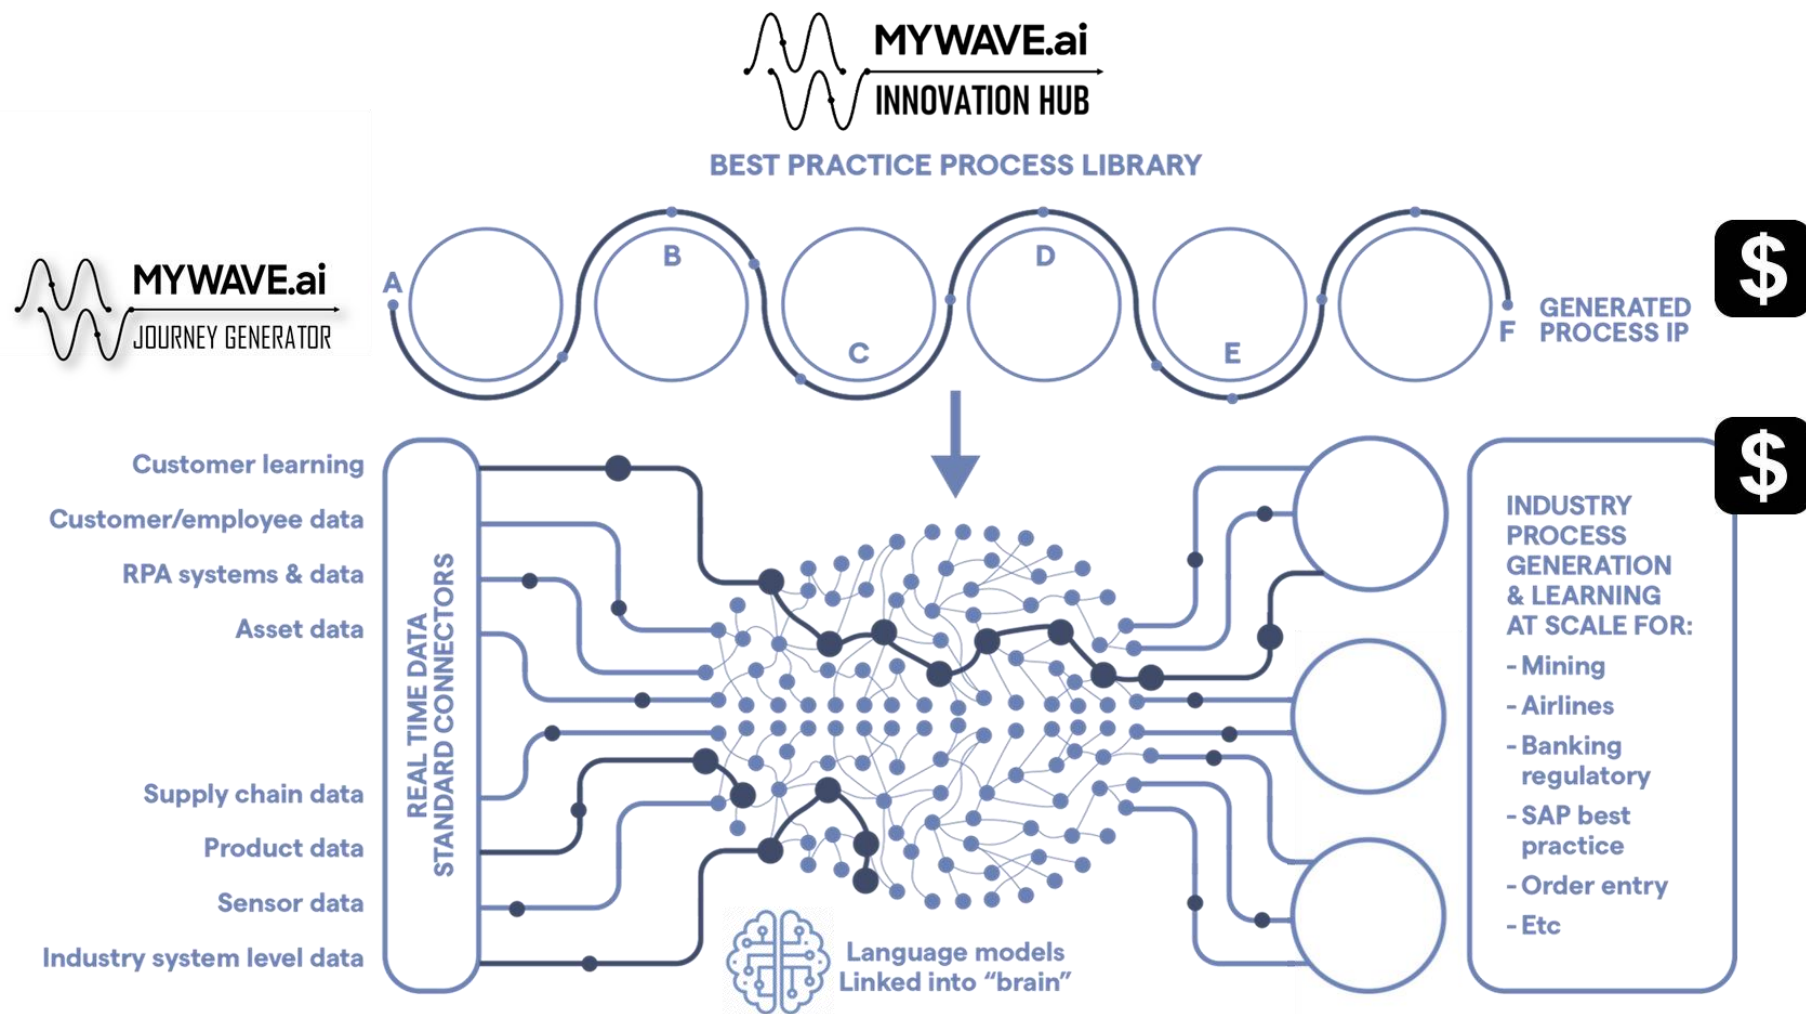 MYWAVE.ai
INNOVATION HUB
BEST PRACTICE PROCESS LIBRARY
MYWAVE.ai
JOURNEY GENERATOR
A
B
C
D
E
F
GENERATED
PROCESS IP
$
Customer learning
Customer/employee data
RPA systems & data
Asset data
Supply chain data
Product data
Sensor data
Industry system level data
REAL TIME DATA
STANDARD CONNECTORS
Language models
Linked into “brain”
$
INDUSTRY
PROCESS
GENERATION
& LEARNING
AT SCALE FOR:
- Mining
- Airlines
- Banking
regulatory
- SAP best
practice
- Order entry
- Etc